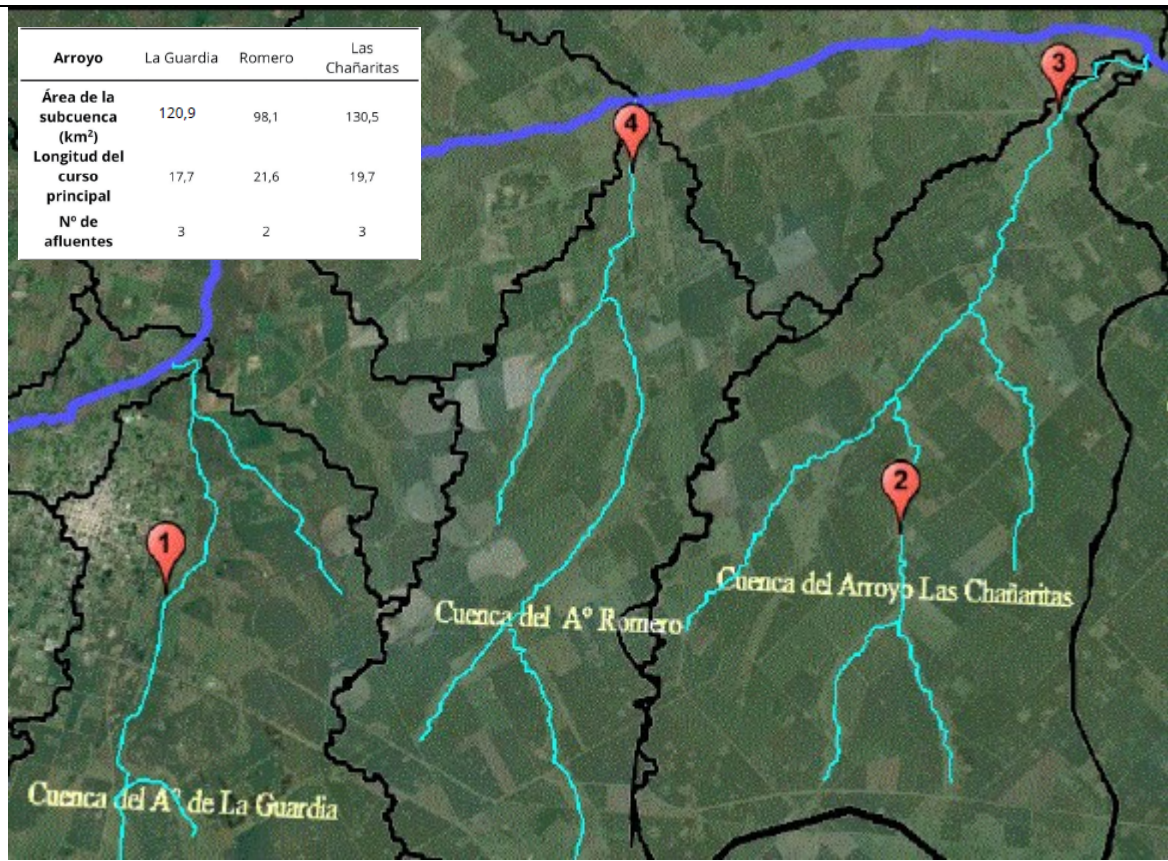 Arroyo La Guardia Romero Las Chañaritas
Área de la subcuenca (km²) 120,9 98,1 130,5
Longitud del curso principal 17,7 21,6 19,7
Nº de afluentes 3 2 3
3
4
2
1
Cuenca del Arroyo Las Chañaritas
Cuenca del Aº Romero
Cuenca del Aº de La Guardia